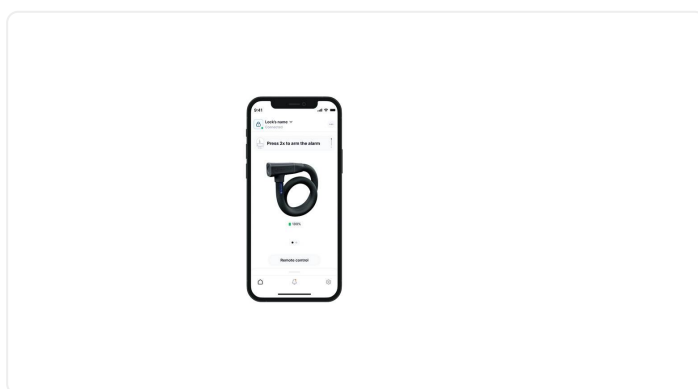 9:41
Lock's name
Connected
Press 2x to arm the alarm
100%
Remote control